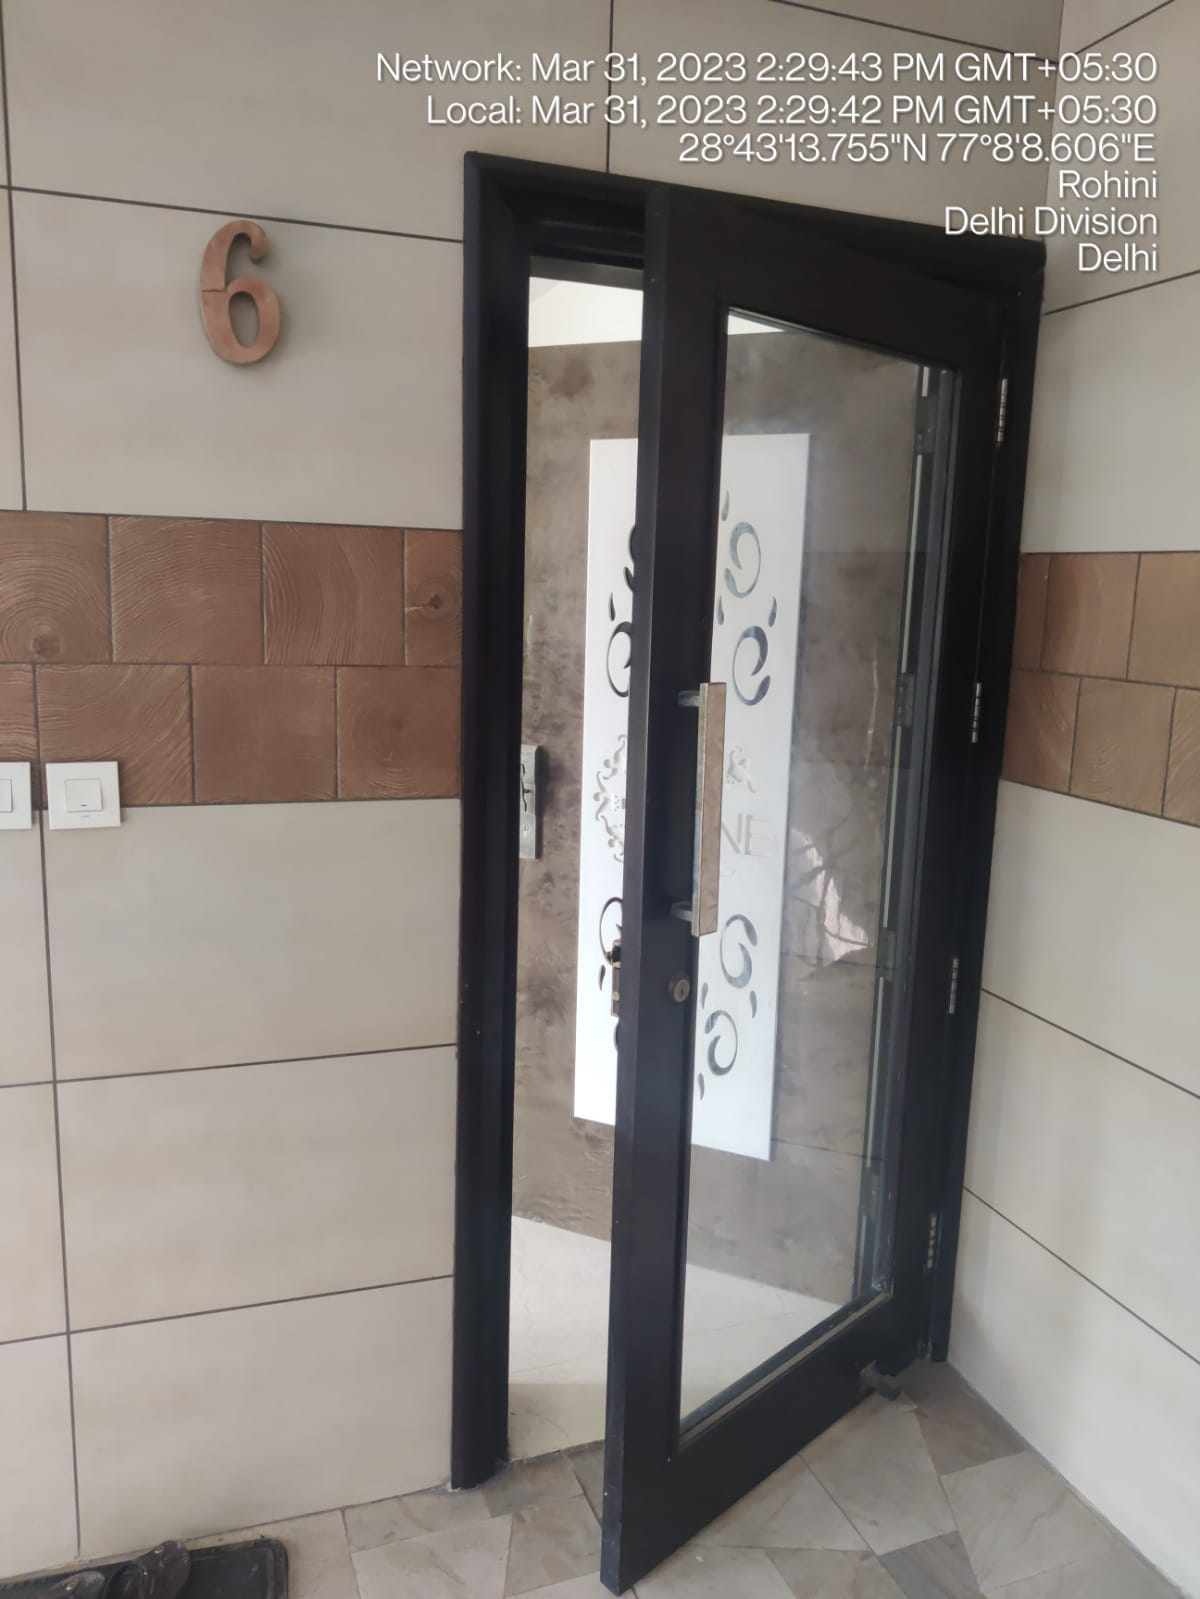 Network: Mar 31, 2023 2:29:43 PM GMT+05:30
Local: Mar 31, 2023 2:29:42 PM GMT+05:30
28°43'13.755"N 77°8'8.606"E
Rohini
Delhi Division
Delhi
6